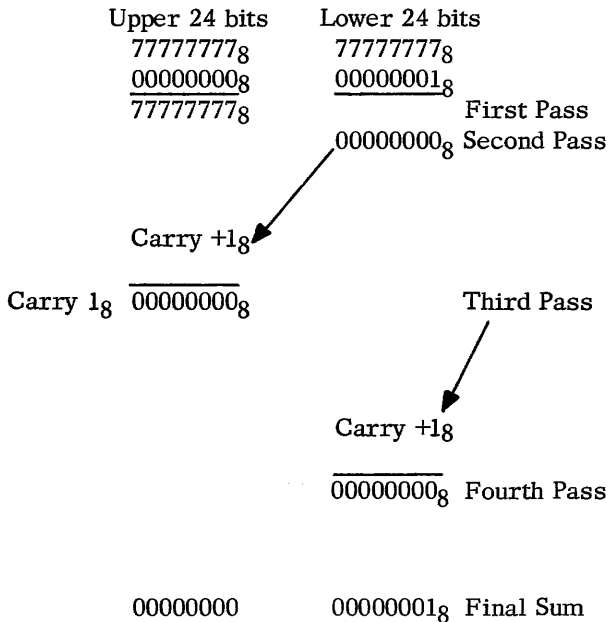 Upper 24 bits Lower 24 bits
77777777₈ 77777777₈
00000000₈ 00000001₈
77777777₈ First Pass
00000000₈ Second Pass
Carry +1₈
Carry 1₈ 00000000₈ Third Pass
Carry +1₈
00000000₈ Fourth Pass
00000000 00000001₈ Final Sum